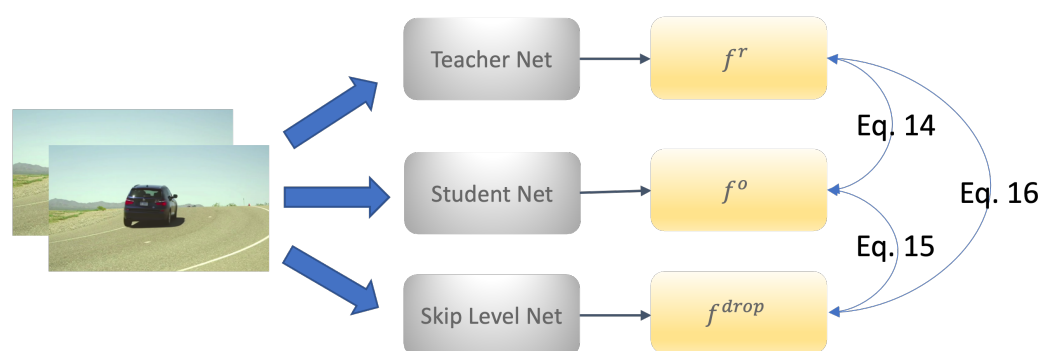 Teacher Net
f^r
Eq. 14
Student Net
f^o
Eq. 16
Eq. 15
Skip Level Net
f^drop